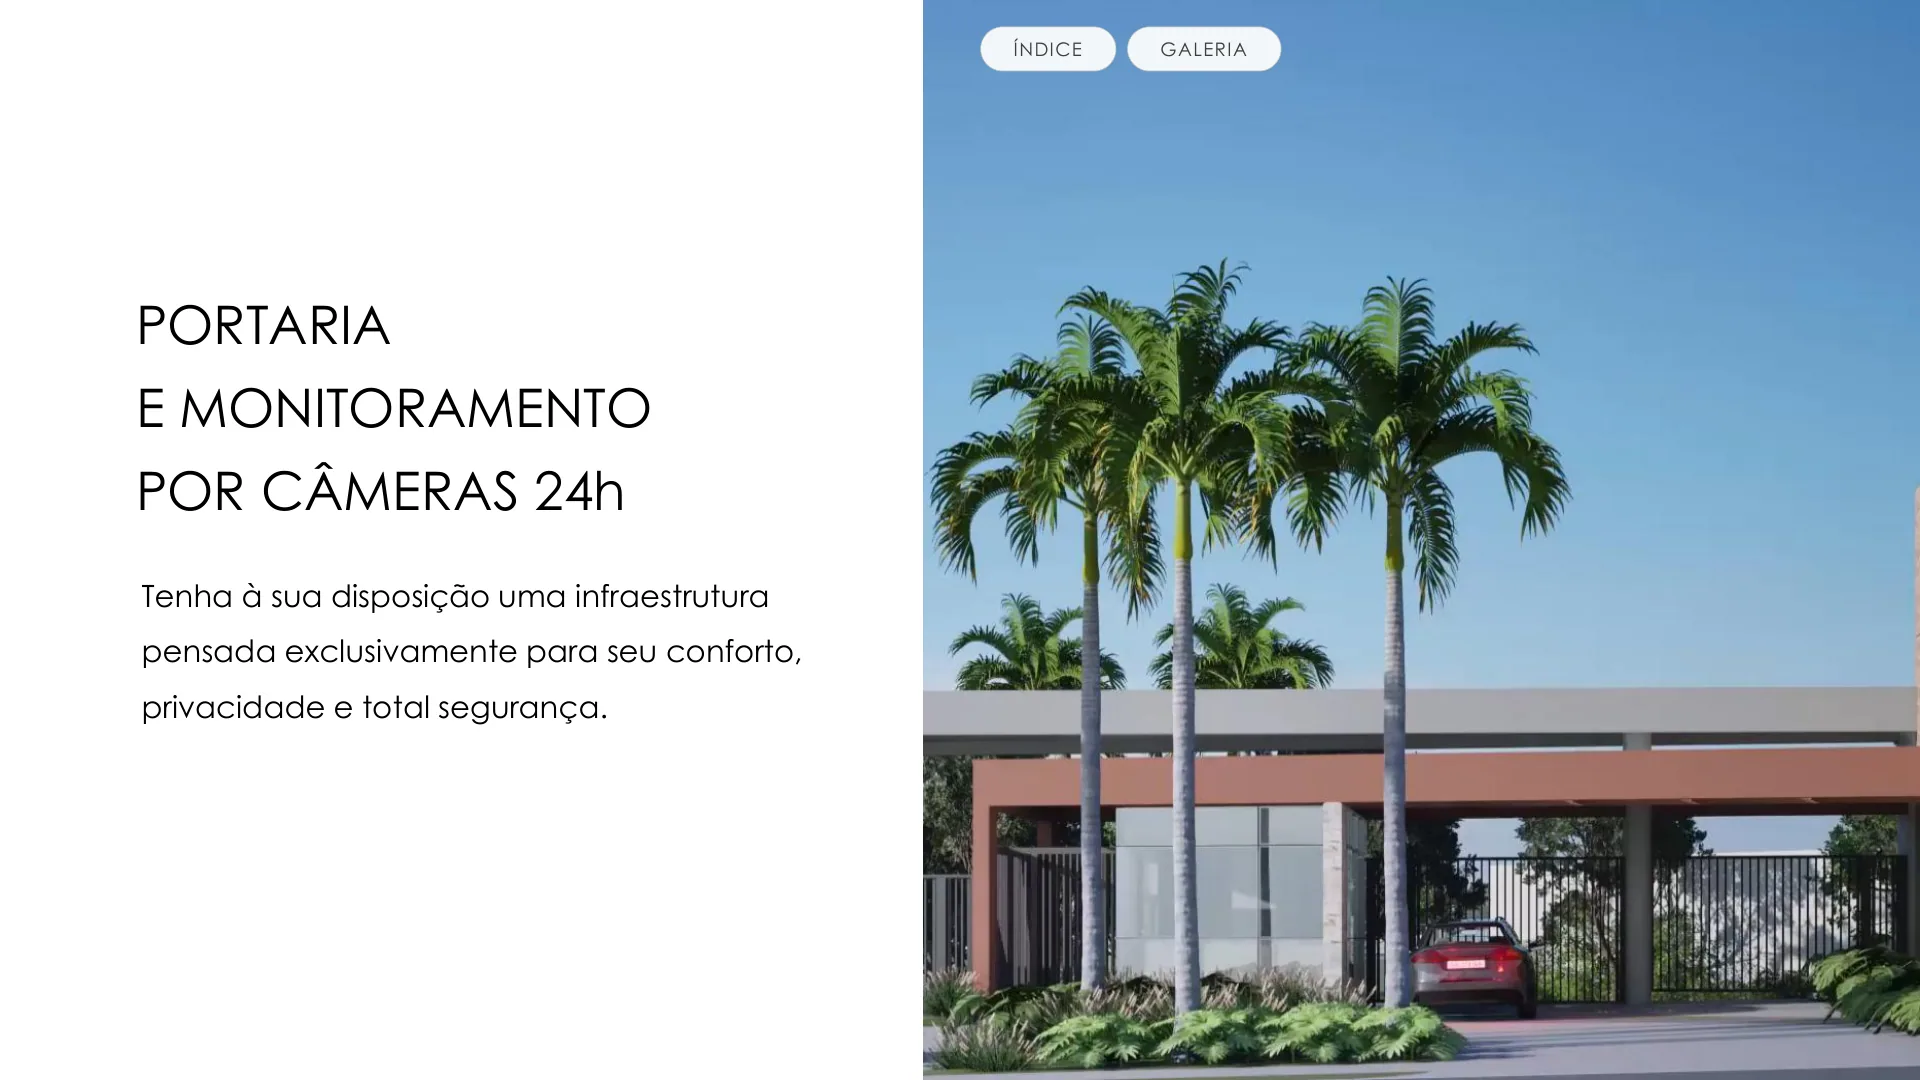 ÍNDICE
GALERIA
PORTARIA
E MONITORAMENTO
POR CÂMERAS 24h
Tenha à sua disposição uma infraestrutura
pensada exclusivamente para seu conforto,
privacidade e total segurança.